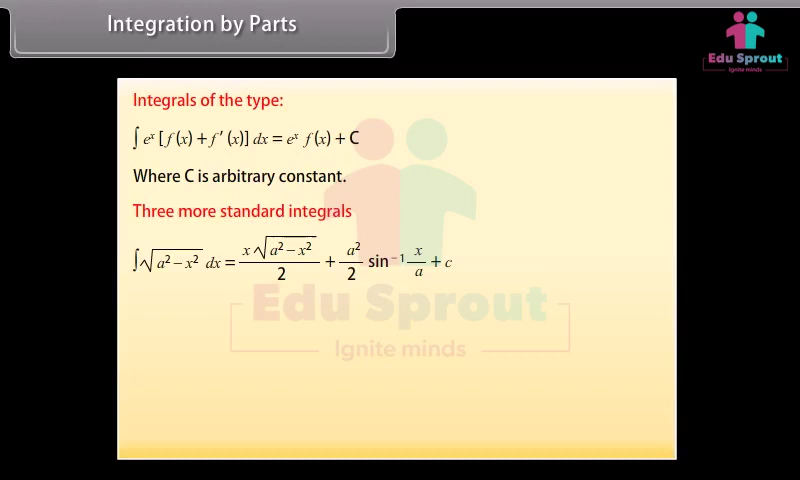 Integration by Parts
Edu Sprout
Ignite minds
Integrals of the type:
∫ eˣ [f(x) + f′(x)] dx = eˣ f(x) + C
Where C is arbitrary constant.
Three more standard integrals
∫√(a² – x²) dx = x√(a² – x²)/2 + a²/2 sin⁻¹ x/a + c
Edu Sprout
Ignite minds